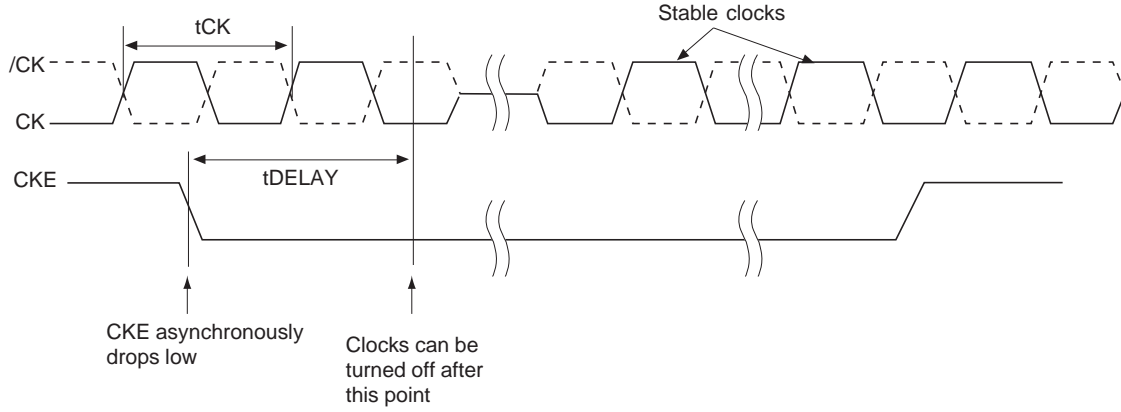 Stable clocks
tCK
/CK
CK
tDELAY
CKE
CKE asynchronously
drops low
Clocks can be
turned off after
this point